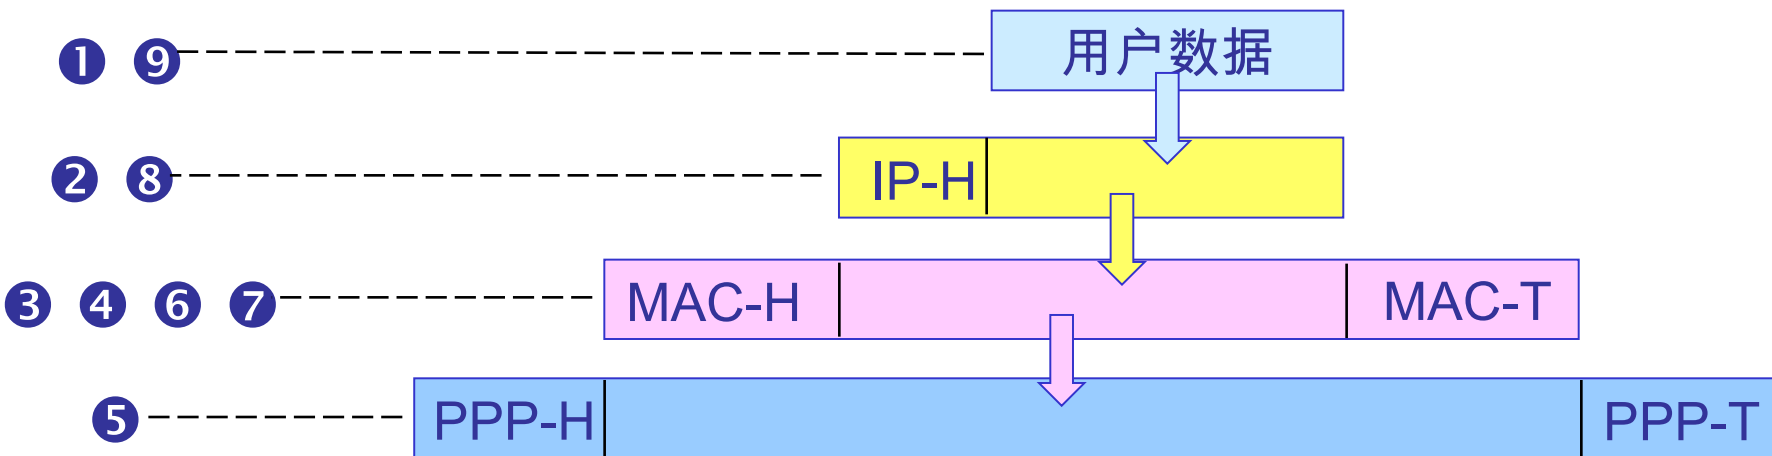 ❶ ❾ 用户数据
❷ ❽ IP-H
❸ ❹ ❻ ❼ MAC-H MAC-T
❺ PPP-H PPP-T